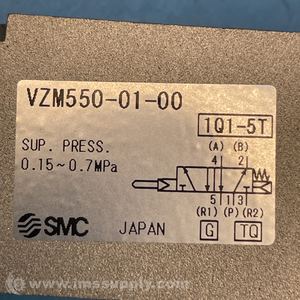 VZM550-01-00
1Q1-5T
SUP. PRESS.
0.15~0.7MPa
(A) (B)
4 2
5 1 3
(R1) (P) (R2)
SMC JAPAN G TQ
© www.imssupply.com